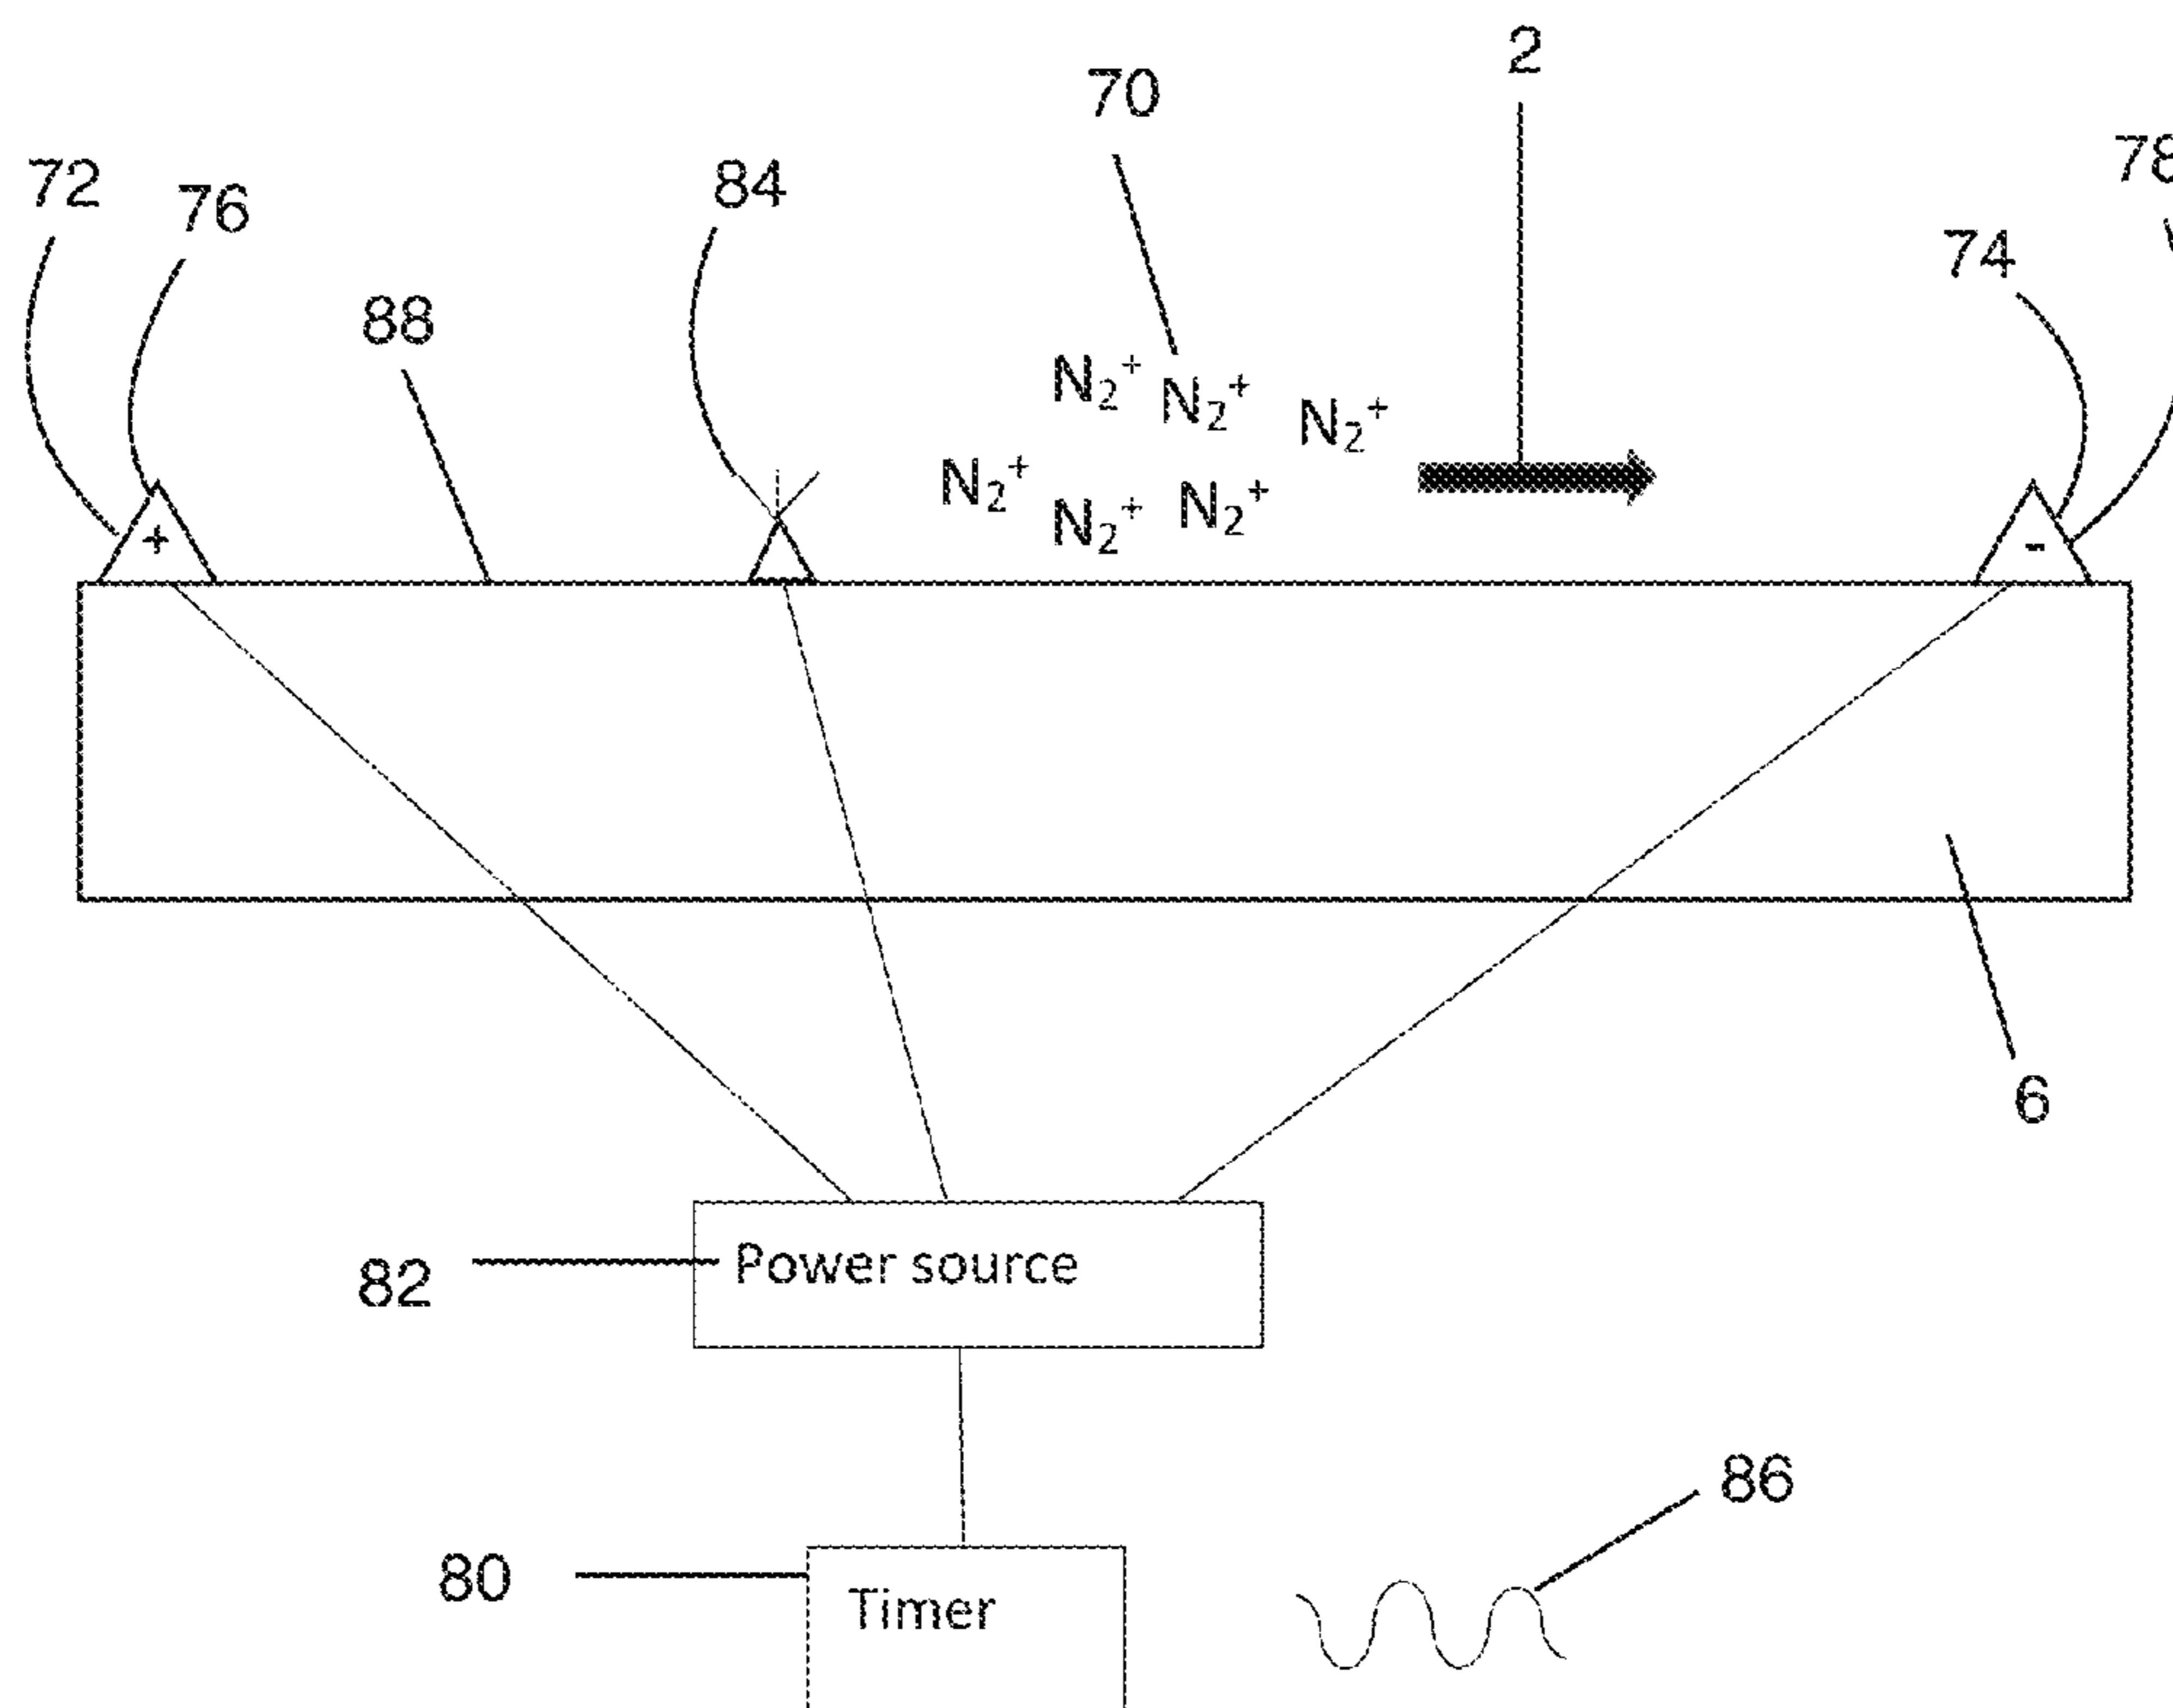 2
70
78
72
84
76
74
88
N₂⁺
N₂⁺
N₂⁺
N₂⁺
N₂⁺
N₂⁺
+
-
6
82
Power source
86
80
Timer